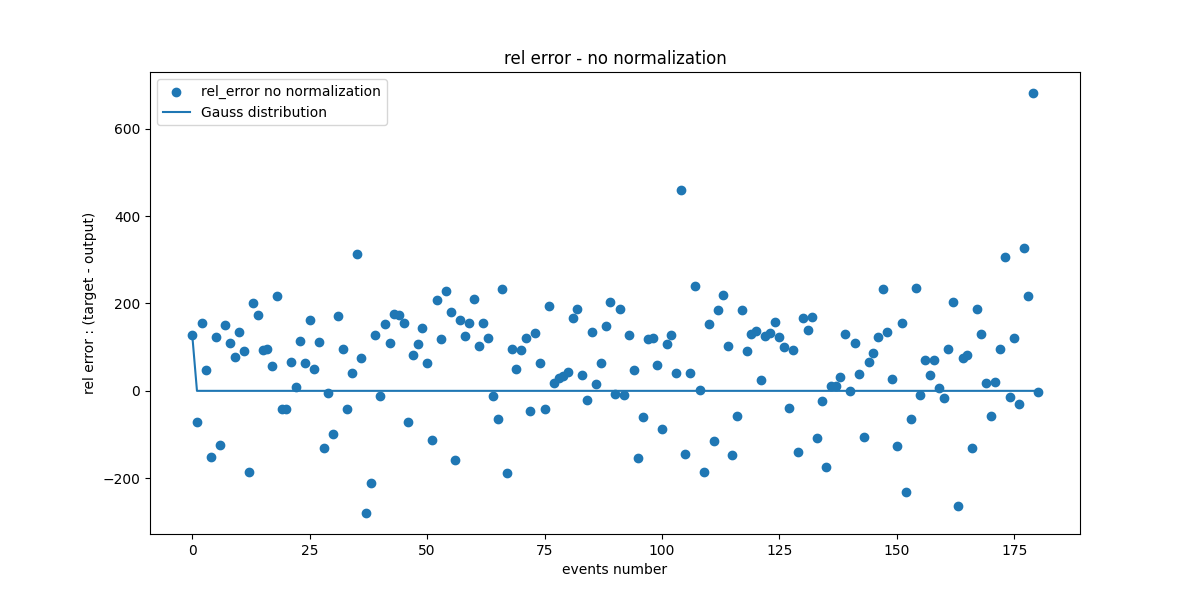 rel error - no normalization
rel_error no normalization
Gauss distribution
rel error : (target - output)
600
400
200
0
−200
0 25 50 75 100 125 150 175
events number